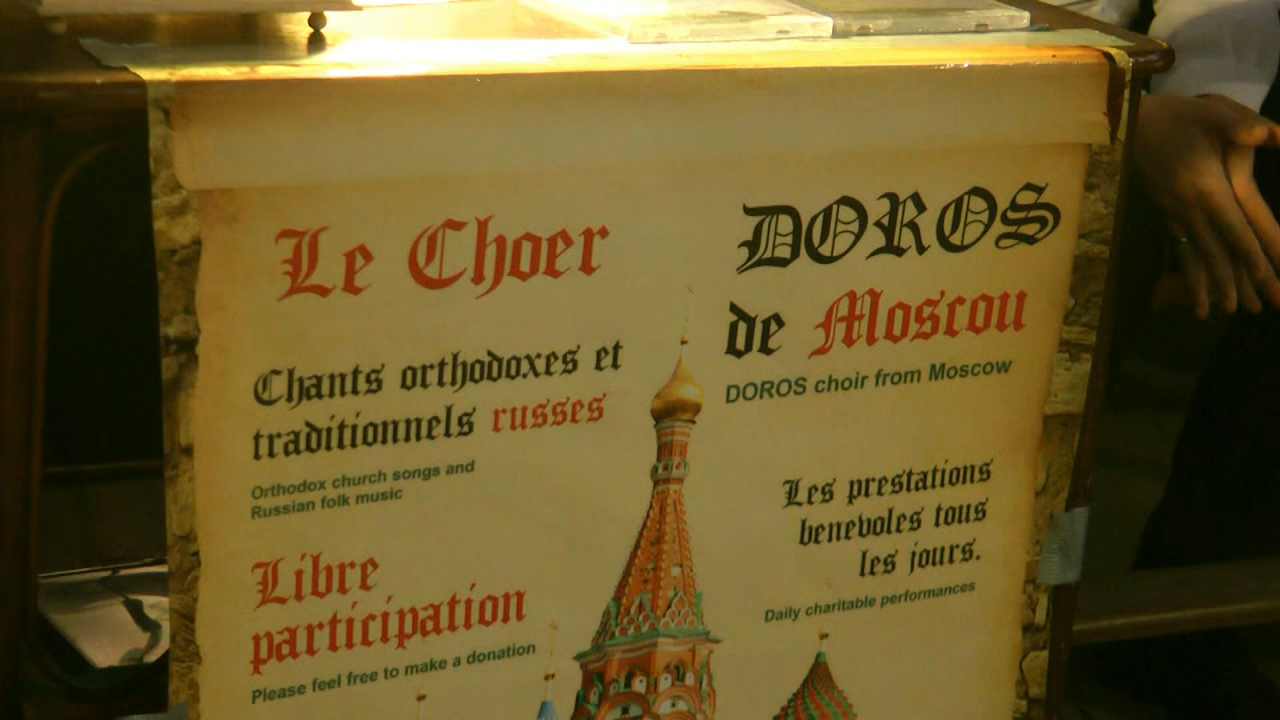 Le Choer
Chants orthodoxes et
traditionnels russes
Orthodox church songs and
Russian folk music
Libre
participation
Please feel free to make a donation
DOROS
de Moscou
DOROS choir from Moscow
Les prestations
benevoles tous
les jours.
Daily charitable performances